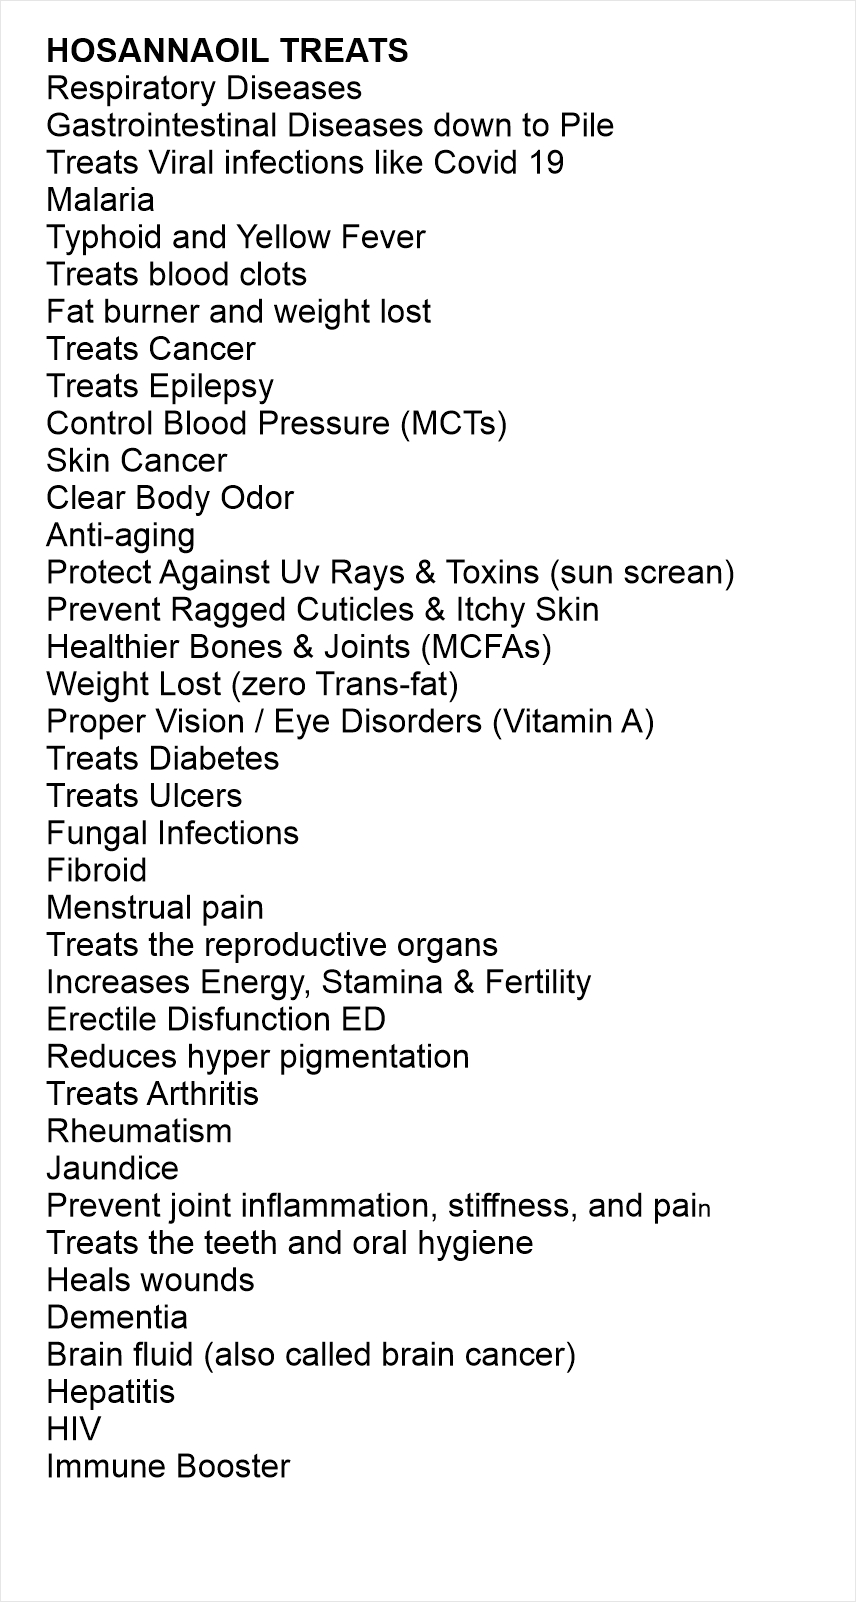 HOSANNAOIL TREATS
Respiratory Diseases
Gastrointestinal Diseases down to Pile
Treats Viral infections like Covid 19
Malaria
Typhoid and Yellow Fever
Treats blood clots
Fat burner and weight lost
Treats Cancer
Treats Epilepsy
Control Blood Pressure (MCTs)
Skin Cancer
Clear Body Odor
Anti-aging
Protect Against Uv Rays & Toxins (sun screan)
Prevent Ragged Cuticles & Itchy Skin
Healthier Bones & Joints (MCFAs)
Weight Lost (zero Trans-fat)
Proper Vision / Eye Disorders (Vitamin A)
Treats Diabetes
Treats Ulcers
Fungal Infections
Fibroid
Menstrual pain
Treats the reproductive organs
Increases Energy, Stamina & Fertility
Erectile Disfunction ED
Reduces hyper pigmentation
Treats Arthritis
Rheumatism
Jaundice
Prevent joint inflammation, stiffness, and pain
Treats the teeth and oral hygiene
Heals wounds
Dementia
Brain fluid (also called brain cancer)
Hepatitis
HIV
Immune Booster